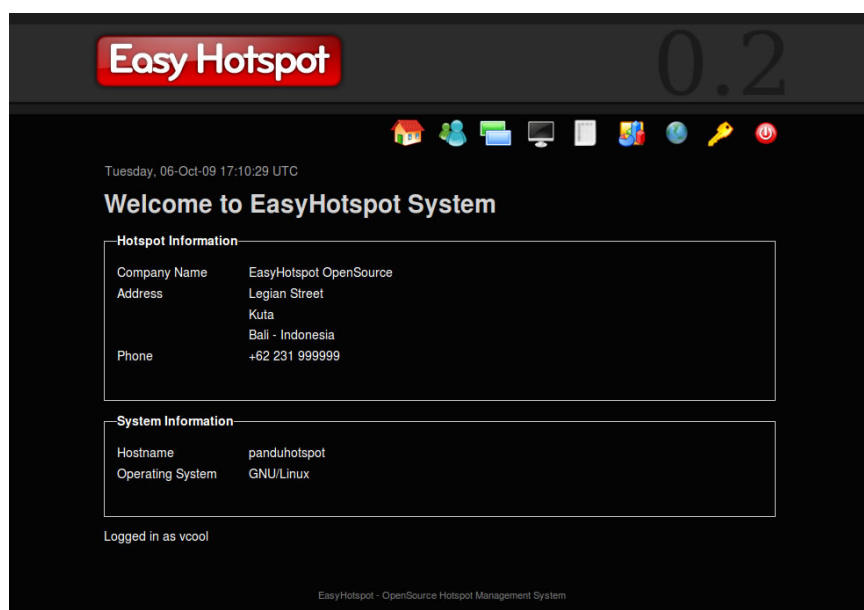 Easy Hotspot
0.2
Tuesday, 06-Oct-09 17:10:29 UTC
Welcome to EasyHotspot System
Hotspot Information
Company Name EasyHotspot OpenSource
Address Legian Street
Kuta
Bali - Indonesia
Phone +62 231 999999
System Information
Hostname panduhotspot
Operating System GNU/Linux
Logged in as vcool
EasyHotspot - OpenSource Hotspot Management System